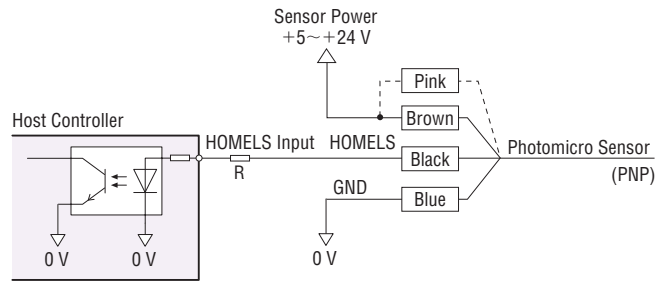 Sensor Power
+5~+24 V
Pink
Brown
Host Controller
HOMELS Input
HOMELS
Black
Photomicro Sensor
(PNP)
R
GND
Blue
0 V
0 V
0 V